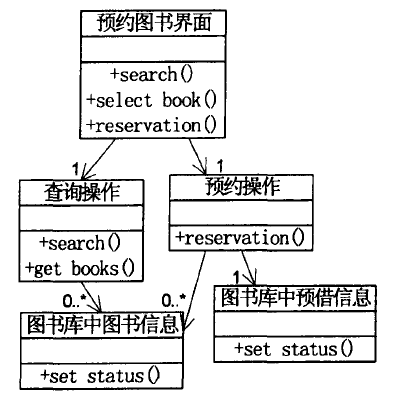 预约图书界面
+search()
+select book()
+reservation()
1
1
查询操作
+search()
+get books()
预约操作
+reservation()
0..*
0..*
1
图书库中图书信息
+set status()
图书库中预借信息
+set status()